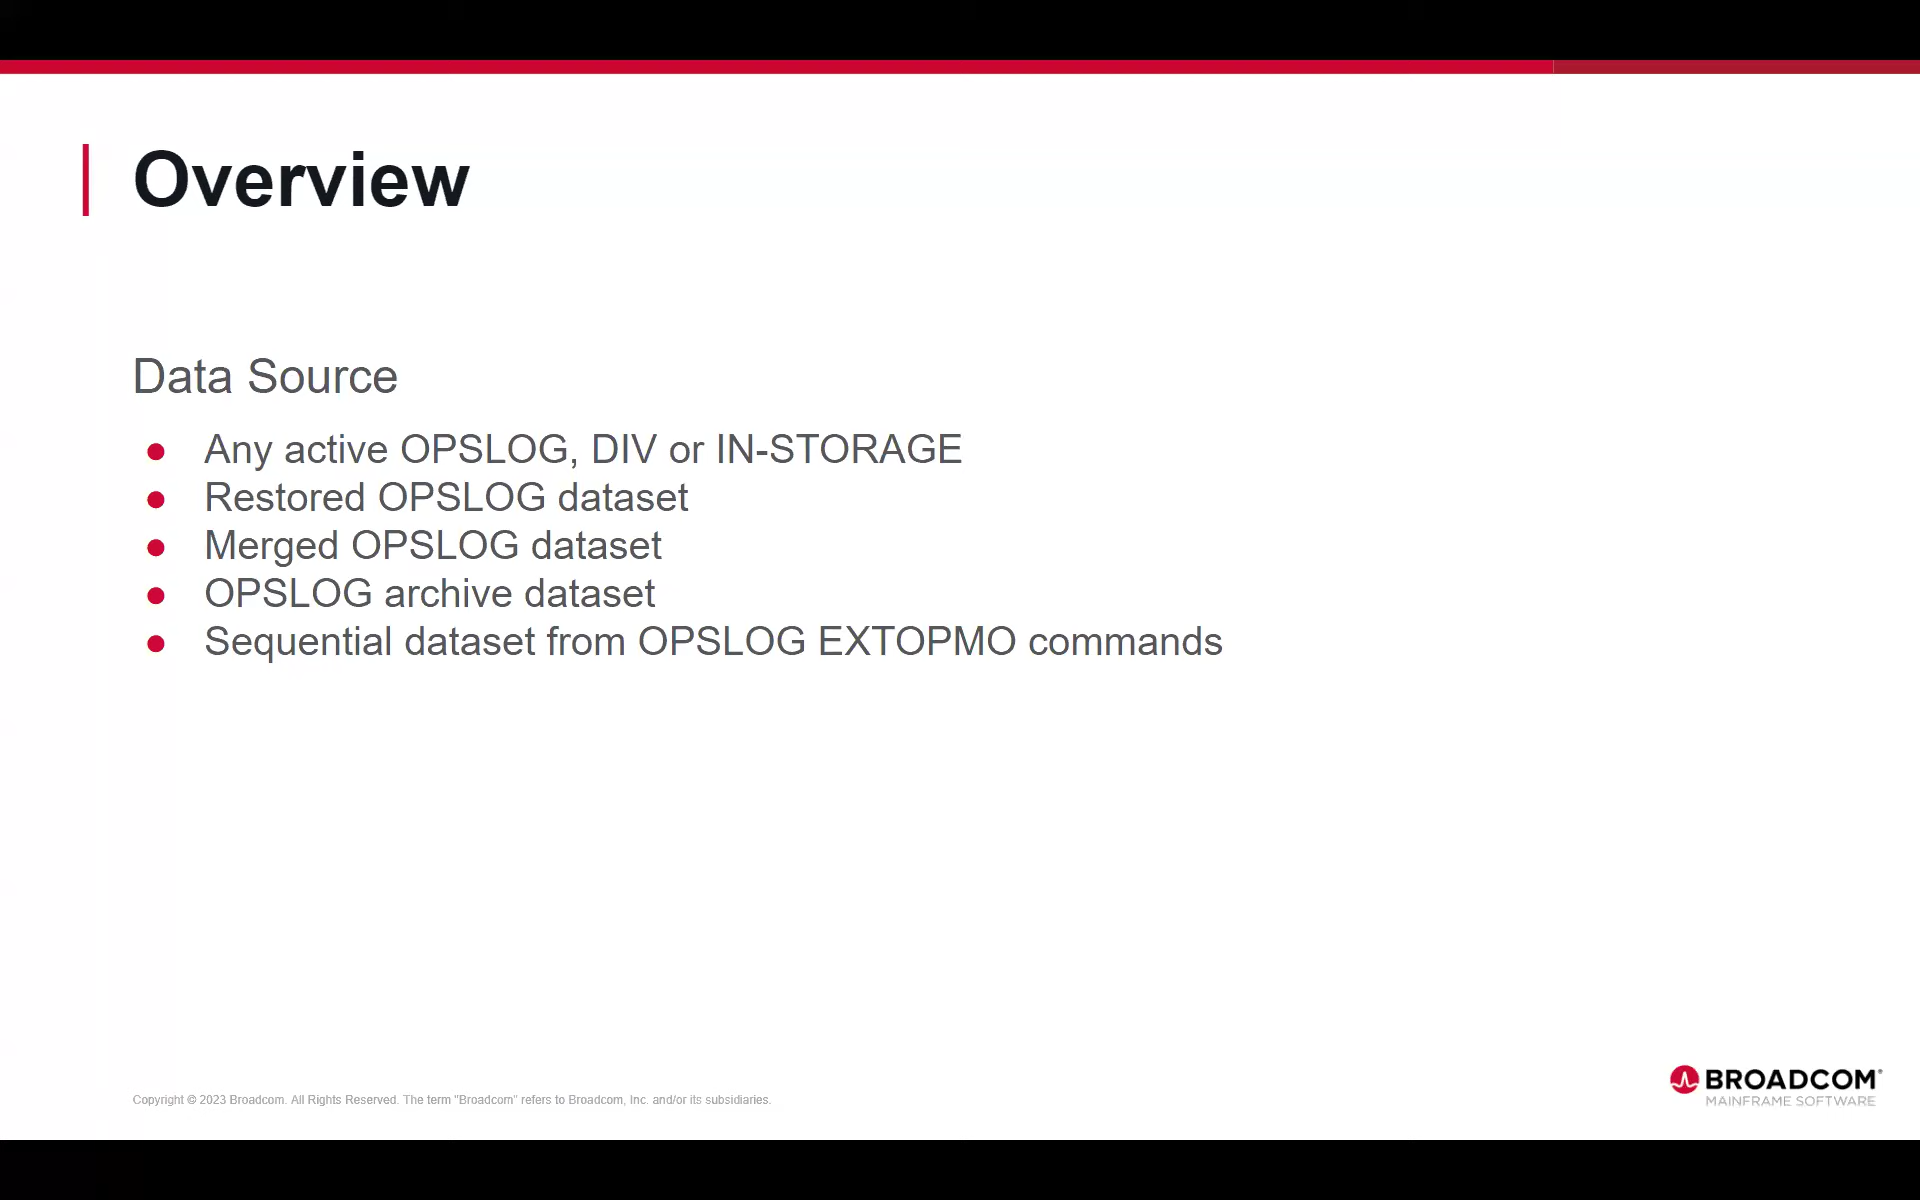 Overview
Data Source
● Any active OPSLOG, DIV or IN-STORAGE
● Restored OPSLOG dataset
● Merged OPSLOG dataset
● OPSLOG archive dataset
● Sequential dataset from OPSLOG EXTOPMO commands
Copyright © 2023 Broadcom. All Rights Reserved. The term "Broadcom" refers to Broadcom, Inc. and/or its subsidiaries.
BROADCOM®
MAINFRAME SOFTWARE